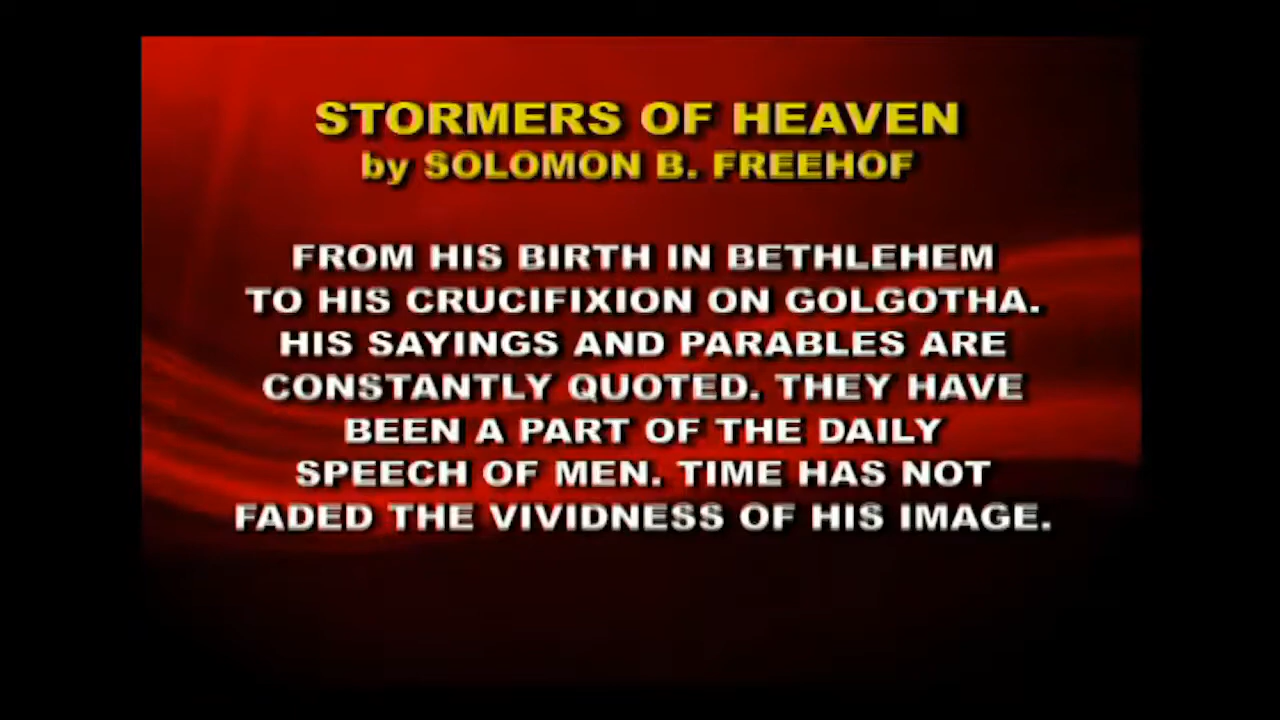 STORMERS OF HEAVEN
by SOLOMON B. FREEHOF
FROM HIS BIRTH IN BETHLEHEM
TO HIS CRUCIFIXION ON GOLGOTHA.
HIS SAYINGS AND PARABLES ARE
CONSTANTLY QUOTED. THEY HAVE
BEEN A PART OF THE DAILY
SPEECH OF MEN. TIME HAS NOT
FADED THE VIVIDNESS OF HIS IMAGE.